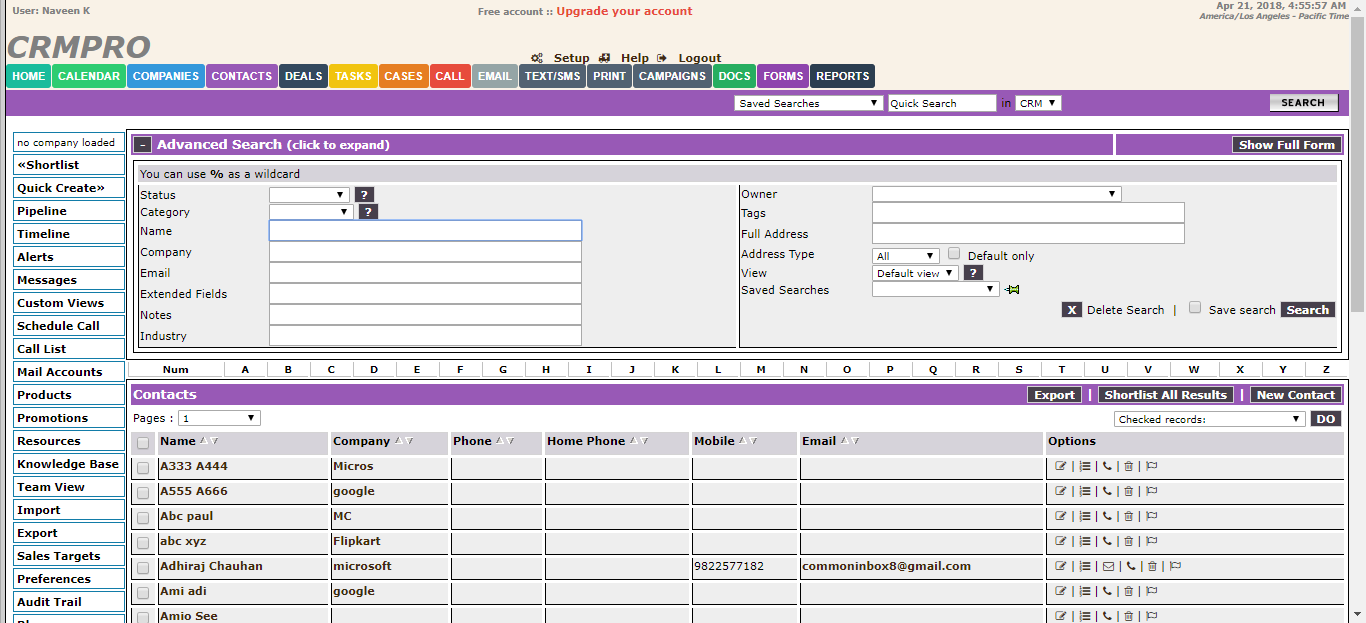 User: Naveen K
Free account :: Upgrade your account
Apr 21, 2018, 4:55:57 AM
America/Los Angeles - Pacific Time
CRMPRO
Setup Help Logout
HOME CALENDAR COMPANIES CONTACTS DEALS TASKS CASES CALL EMAIL TEXT/SMS PRINT CAMPAIGNS DOCS FORMS REPORTS
Saved Searches Quick Search in CRM SEARCH
no company loaded
«Shortlist
Quick Create»
Pipeline
Timeline
Alerts
Messages
Custom Views
Schedule Call
Call List
Mail Accounts
Products
Promotions
Resources
Knowledge Base
Team View
Import
Export
Sales Targets
Preferences
Audit Trail
- Advanced Search (click to expand) Show Full Form
You can use % as a wildcard
Status ?
Category ?
Name
Company
Email
Extended Fields
Notes
Industry
Owner
Tags
Full Address
Address Type All Default only
View Default view ?
Saved Searches
X Delete Search | Save search Search
Num A B C D E F G H I J K L M N O P Q R S T U V W X Y Z
Contacts Export | Shortlist All Results | New Contact
Pages : 1 Checked records: DO
Name Company Phone Home Phone Mobile Email Options
A333 A444 Micros | | | |
A555 A666 google | | | |
Abc paul MC | | | |
abc xyz Flipkart | | | |
Adhiraj Chauhan microsoft 9822577182 commoninbox8@gmail.com | | | | |
Ami adi google | | | |
Amio See | | | |